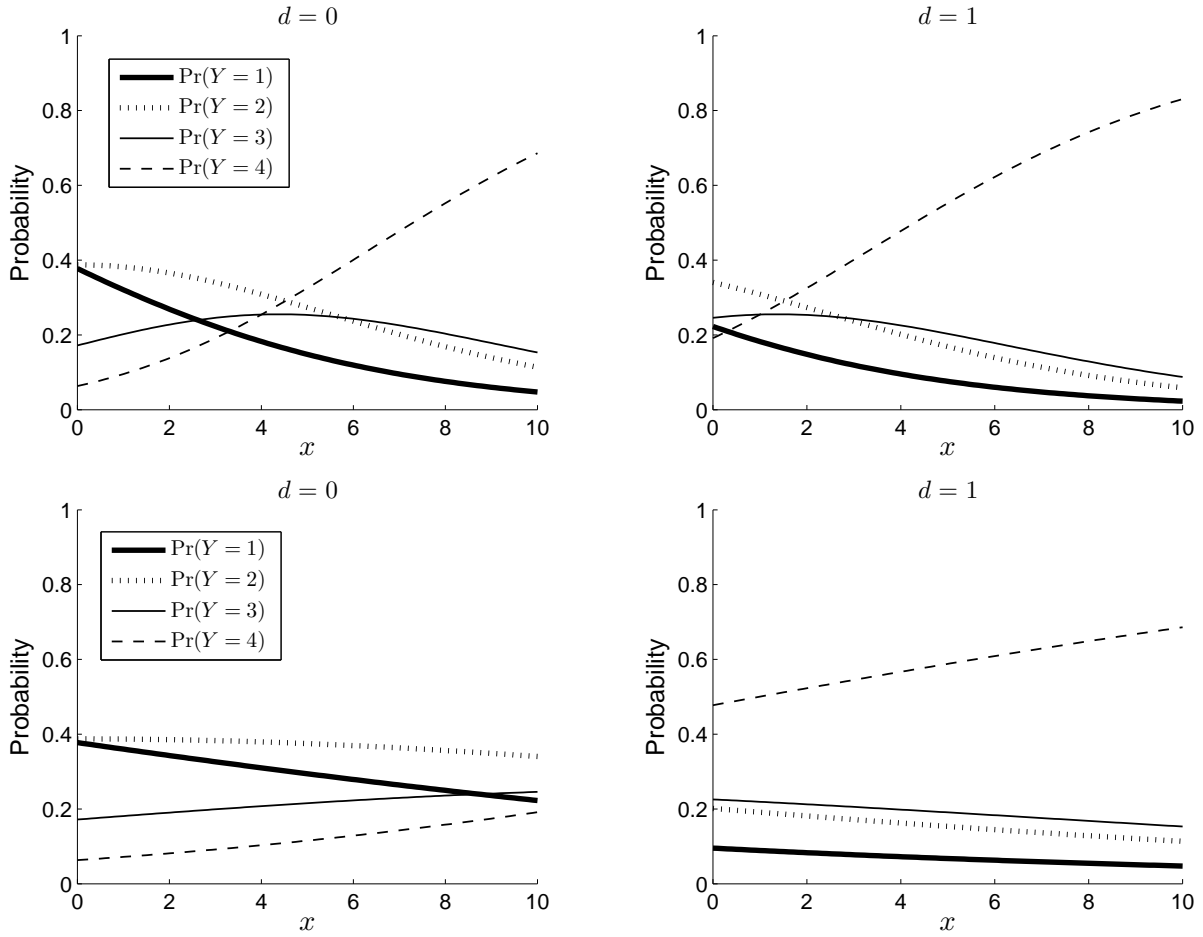 d = 0
1
0.8
0.6
0.4
0.2
0
Probability
Pr(Y = 1)
Pr(Y = 2)
Pr(Y = 3)
Pr(Y = 4)
0 2 4 6 8 10
x
d = 1
1
0.8
0.6
0.4
0.2
0
Probability
0 2 4 6 8 10
x
d = 0
1
0.8
0.6
0.4
0.2
0
Probability
Pr(Y = 1)
Pr(Y = 2)
Pr(Y = 3)
Pr(Y = 4)
0 2 4 6 8 10
x
d = 1
1
0.8
0.6
0.4
0.2
0
Probability
0 2 4 6 8 10
x